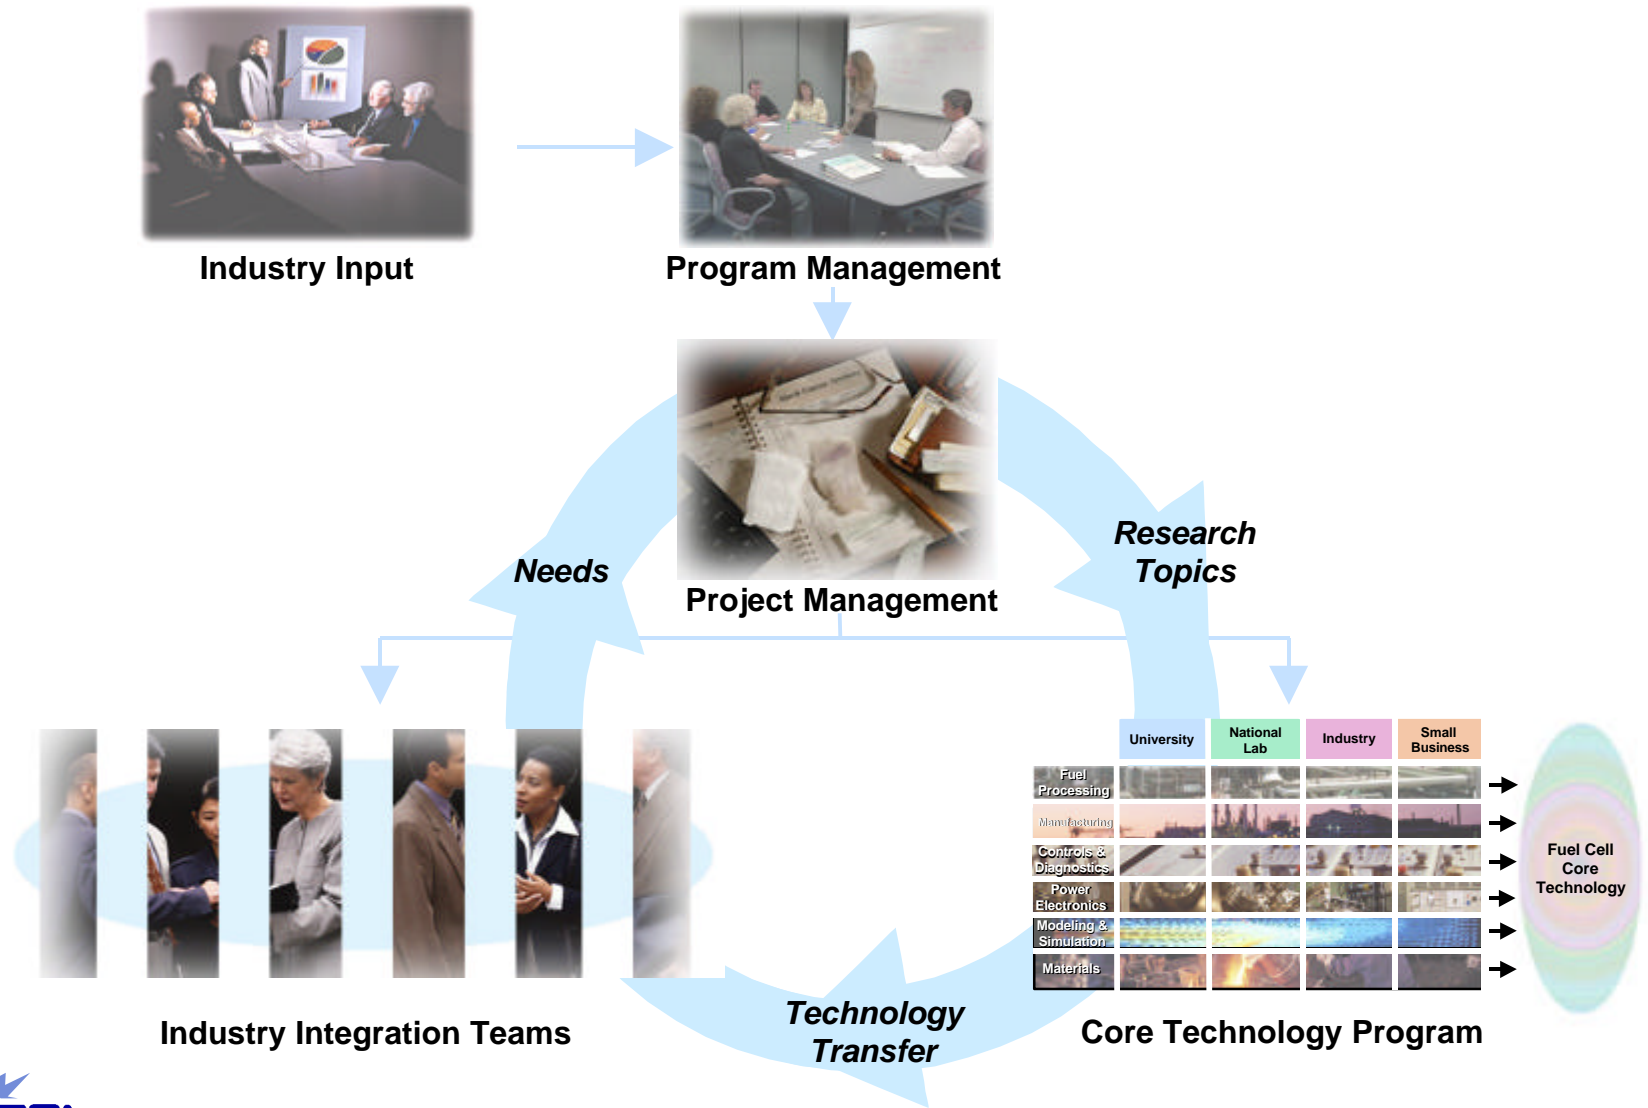 Industry Input
Program Management
Project Management
Needs
Research
Topics
University
National
Lab
Industry
Small
Business
Fuel
Processing
Manufacturing
Controls &
Diagnostics
Power
Electronics
Modeling &
Simulation
Materials
Fuel Cell
Core
Technology
Industry Integration Teams
Technology
Transfer
Core Technology Program